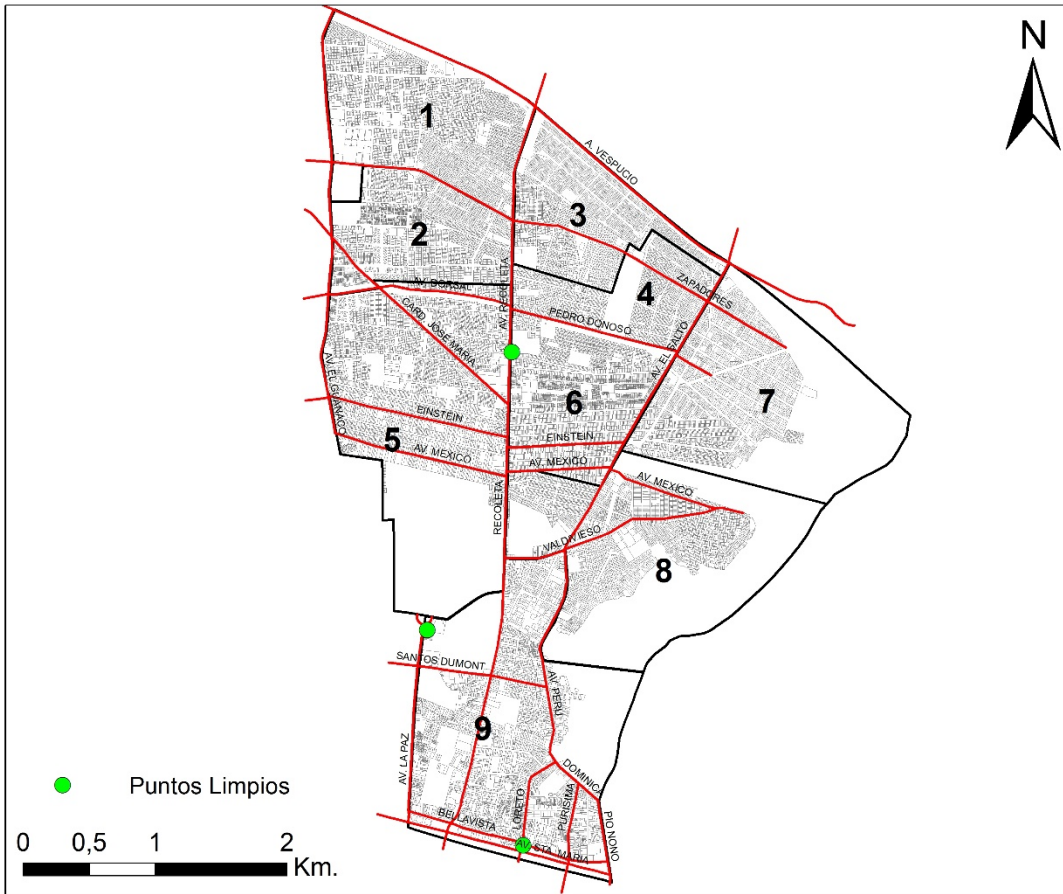 N
A. VESPUCIO
1
3
2
ZAPADORES
4
AV. DORSAL
AV. RECOLETA
PEDRO DONOSO
CARD. JOSE MARIA
AV. EL SALTO
AV. EL GUANACO
6
7
EINSTEIN
5
EINSTEIN
AV. MEXICO
AV. MEXICO
AV. MEXICO
RECOLETA
VALDIVIESO
8
SANTOS DUMONT
AV. PERU
9
AV. LA PAZ
DOMINICA
LORETO
PURISIMA
PIO NONO
BELLAVISTA
AV. STA. MARIA
Puntos Limpios
0 0,5 1 2
Km.